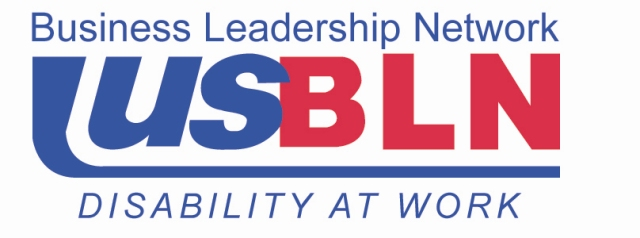 Business Leadership Network
USBLN
DISABILITY AT WORK